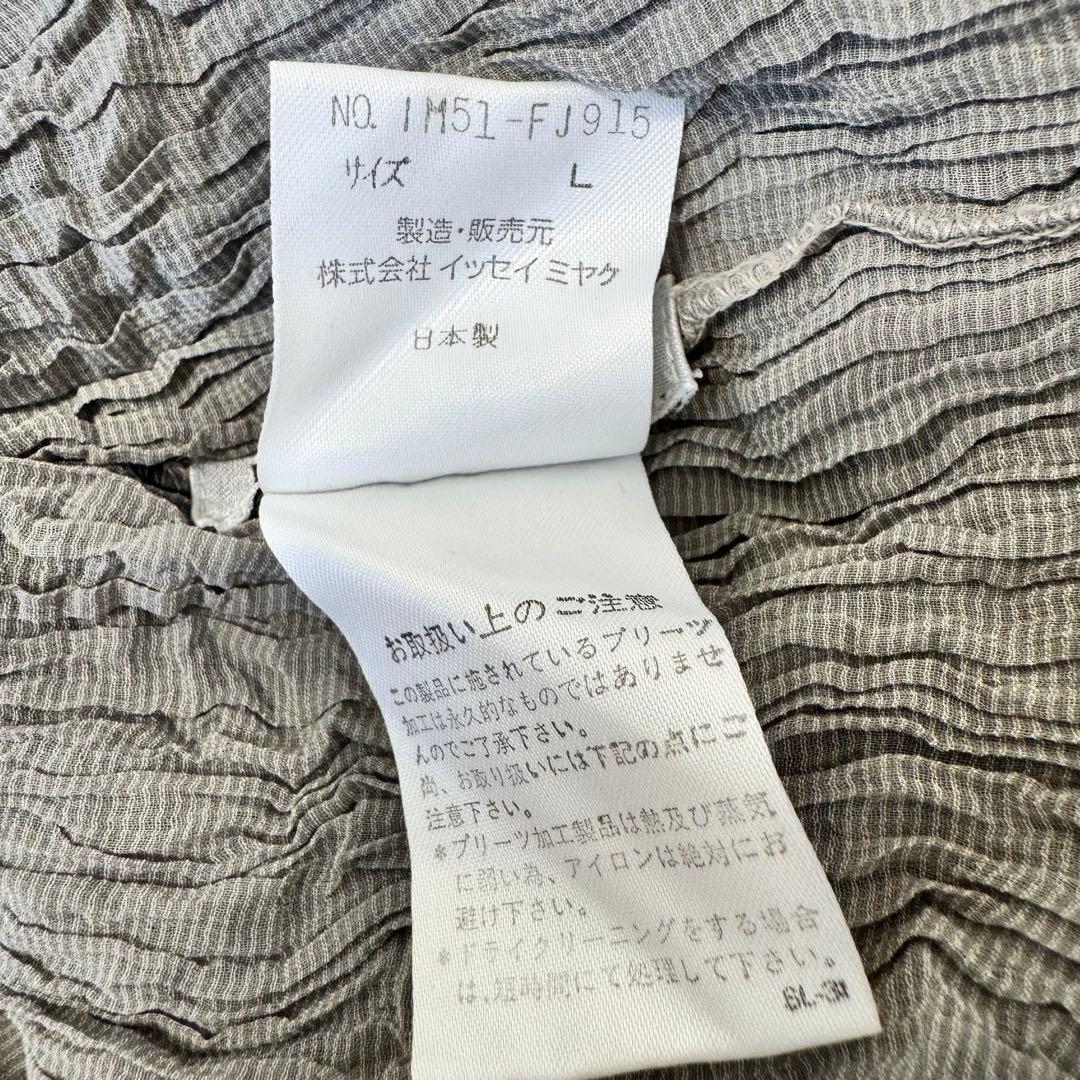 NO. IM51-FJ915
サイズ L
製造・販売元
株式会社 イッセイ ミヤケ
日本製
お取扱い上のご注意
この製品に施されているプリーツ
加工は永久的なものではありませ
んのでご了承下さい。
尚、お取り扱いには下記の点にご
注意下さい。
*プリーツ加工製品は熱及び蒸気
に弱い為、アイロンは絶対にお
避け下さい。
*ドライクリーニングをする場合
は、短時間にて処理して下さい。